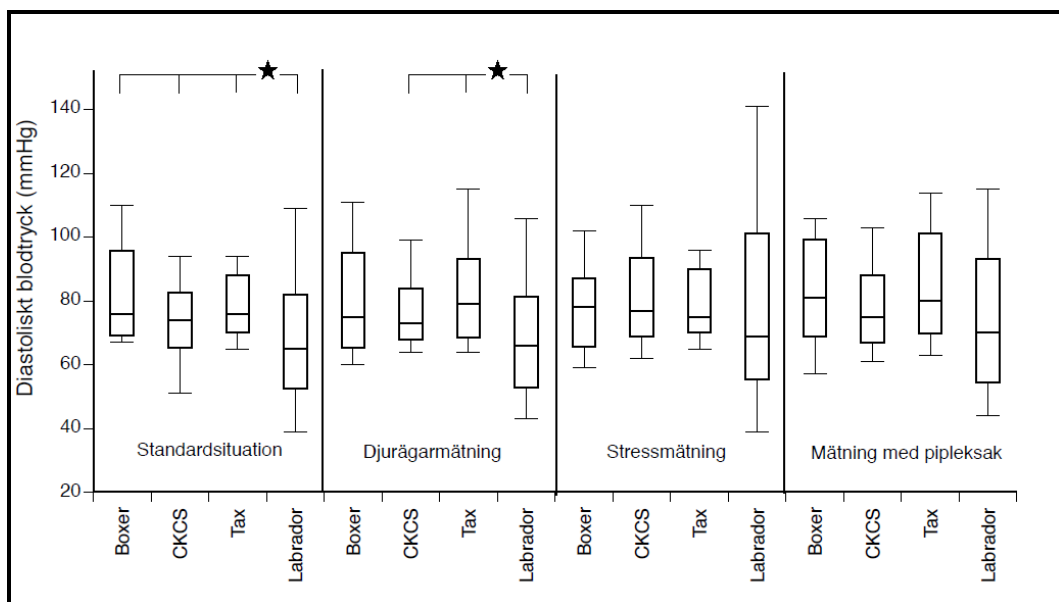 Diastoliskt blodtryck (mmHg)
140
120
100
80
60
40
20
Standardsituation
Djurägarmätning
Stressmätning
Mätning med pipleksak
Boxer
CKCS
Tax
Labrador
Boxer
CKCS
Tax
Labrador
Boxer
CKCS
Tax
Labrador
Boxer
CKCS
Tax
Labrador